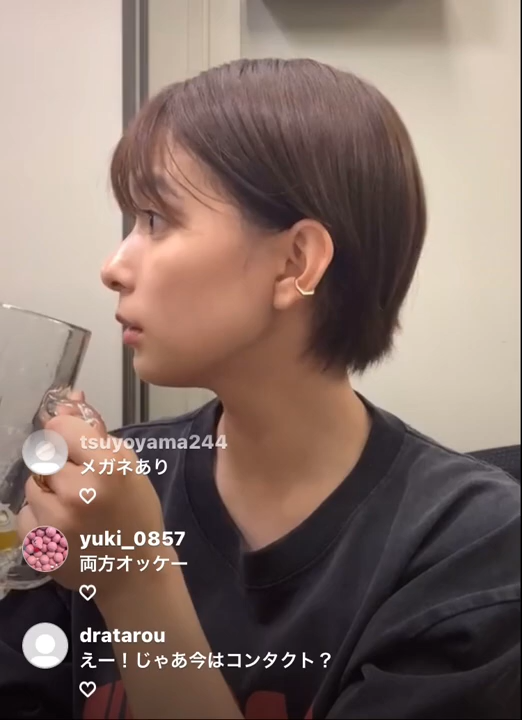 tsuyoyama244
メガネあり
yuki_0857
両方オッケー
dratarou
えー！じゃあ今はコンタクト？